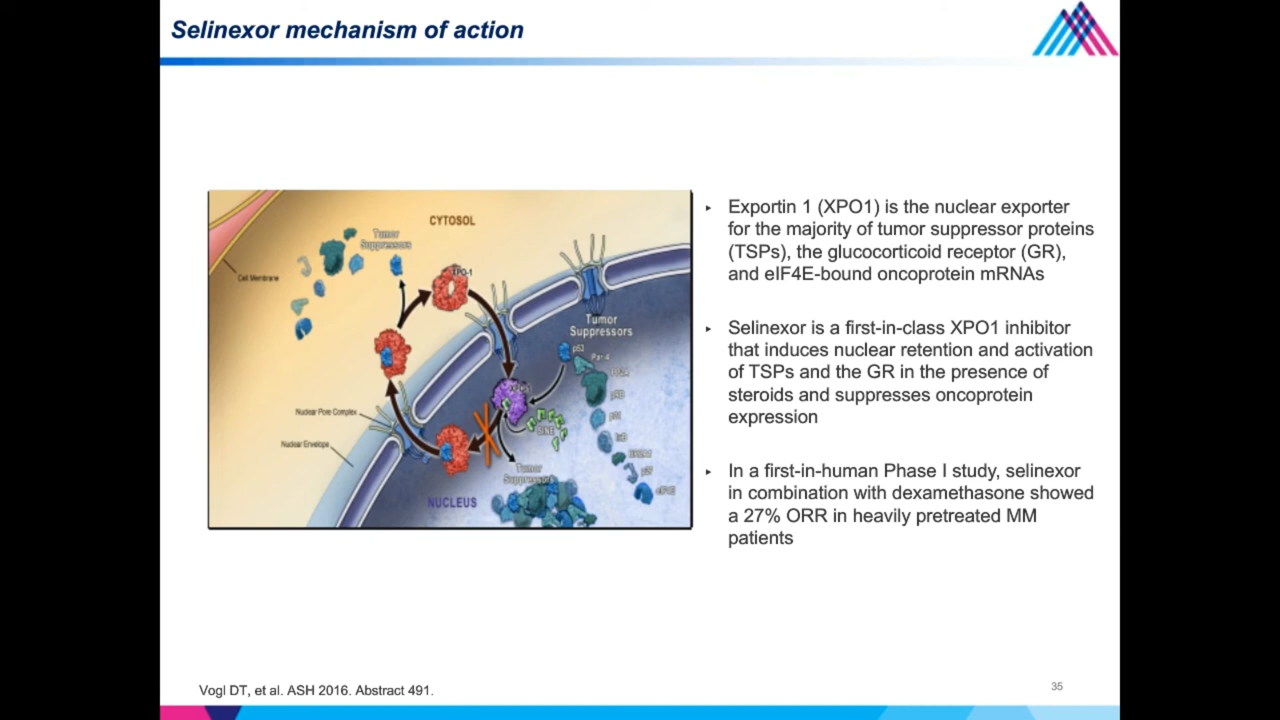 Selinexor mechanism of action
CYTOSOL
Tumor
Suppressors
XPO-1
Cell Membrane
Tumor
Suppressors
p53
Par-4
Nuclear Pore Complex
Nuclear Envelope
SINE
Tumor
Suppressors
NUCLEUS
eIF4E
▸ Exportin 1 (XPO1) is the nuclear exporter
for the majority of tumor suppressor proteins
(TSPs), the glucocorticoid receptor (GR),
and eIF4E-bound oncoprotein mRNAs
▸ Selinexor is a first-in-class XPO1 inhibitor
that induces nuclear retention and activation
of TSPs and the GR in the presence of
steroids and suppresses oncoprotein
expression
▸ In a first-in-human Phase I study, selinexor
in combination with dexamethasone showed
a 27% ORR in heavily pretreated MM
patients
Vogl DT, et al. ASH 2016. Abstract 491.
35